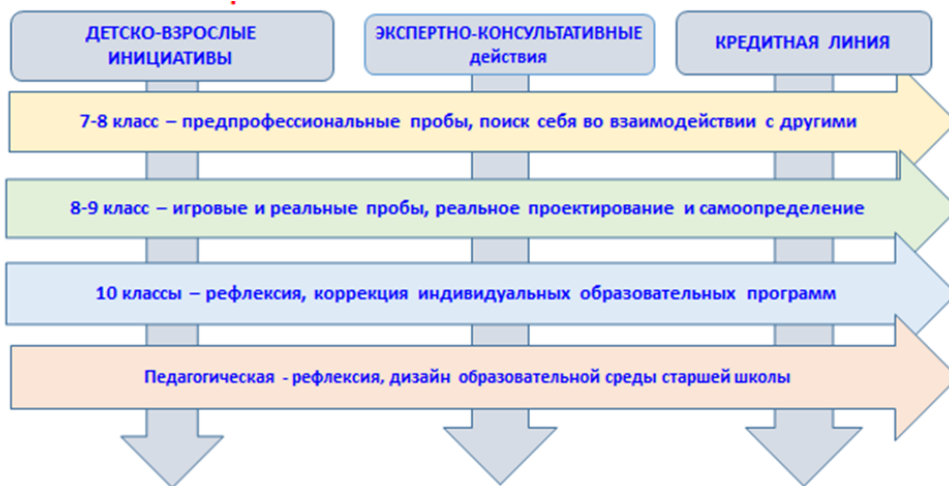 ДЕТСКО-ВЗРОСЛЫЕ
ИНИЦИАТИВЫ
ЭКСПЕРТНО-КОНСУЛЬТАТИВНЫЕ
действия
КРЕДИТНАЯ ЛИНИЯ
7-8 класс – предпрофессиональные пробы, поиск себя во взаимодействии с другими
8-9 класс – игровые и реальные пробы, реальное проектирование и самоопределение
10 классы – рефлексия, коррекция индивидуальных образовательных программ
Педагогическая - рефлексия, дизайн образовательной среды старшей школы